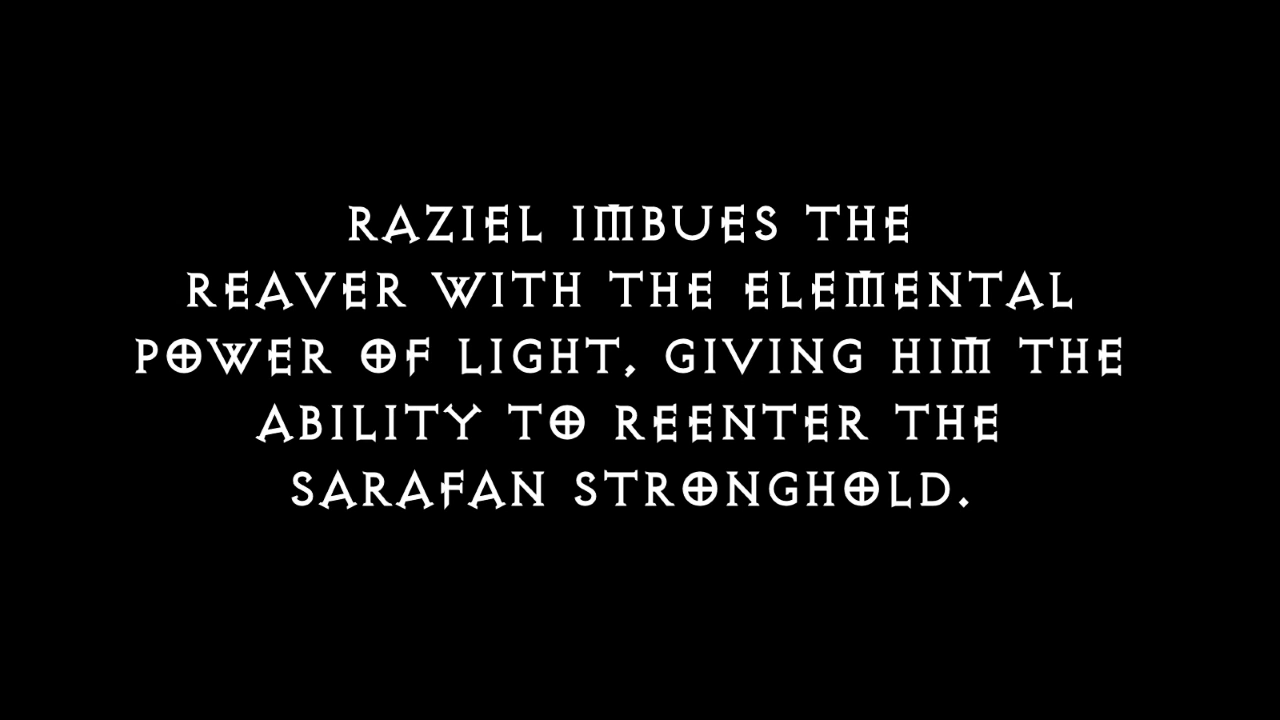 RAZIEL IMBUES THE
REAVER WITH THE ELEMENTAL
POWER OF LIGHT, GIVING HIM THE
ABILITY TO REENTER THE
SARAFAN STRONGHOLD.